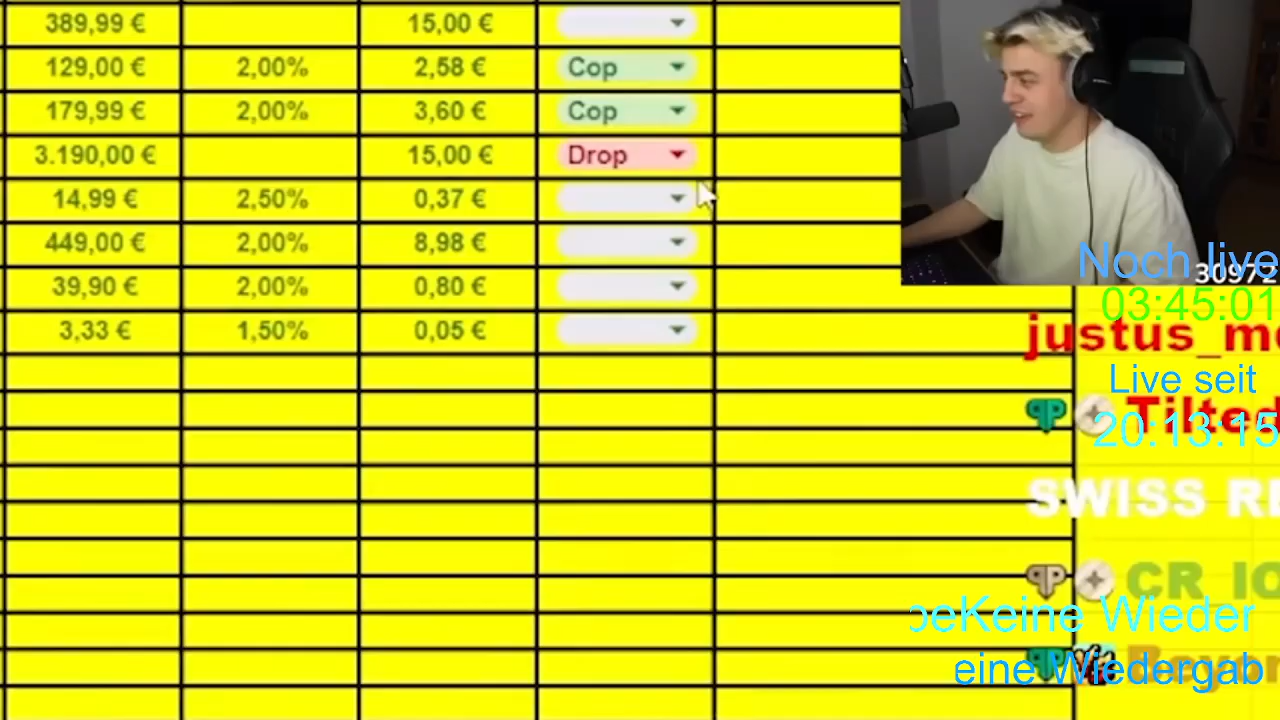 389,99 € 15,00 €
129,00 € 2,00% 2,58 € Cop
179,99 € 2,00% 3,60 € Cop
3.190,00 € 15,00 € Drop
14,99 € 2,50% 0,37 €
449,00 € 2,00% 8,98 €
39,90 € 2,00% 0,80 €
3,33 € 1,50% 0,05 €
Noch live
30972
03:45:01
justus_m
Live seit
Tilted
20:13:15
SWISS RE
CR IO
Keine Wieder
eine Wiedergab